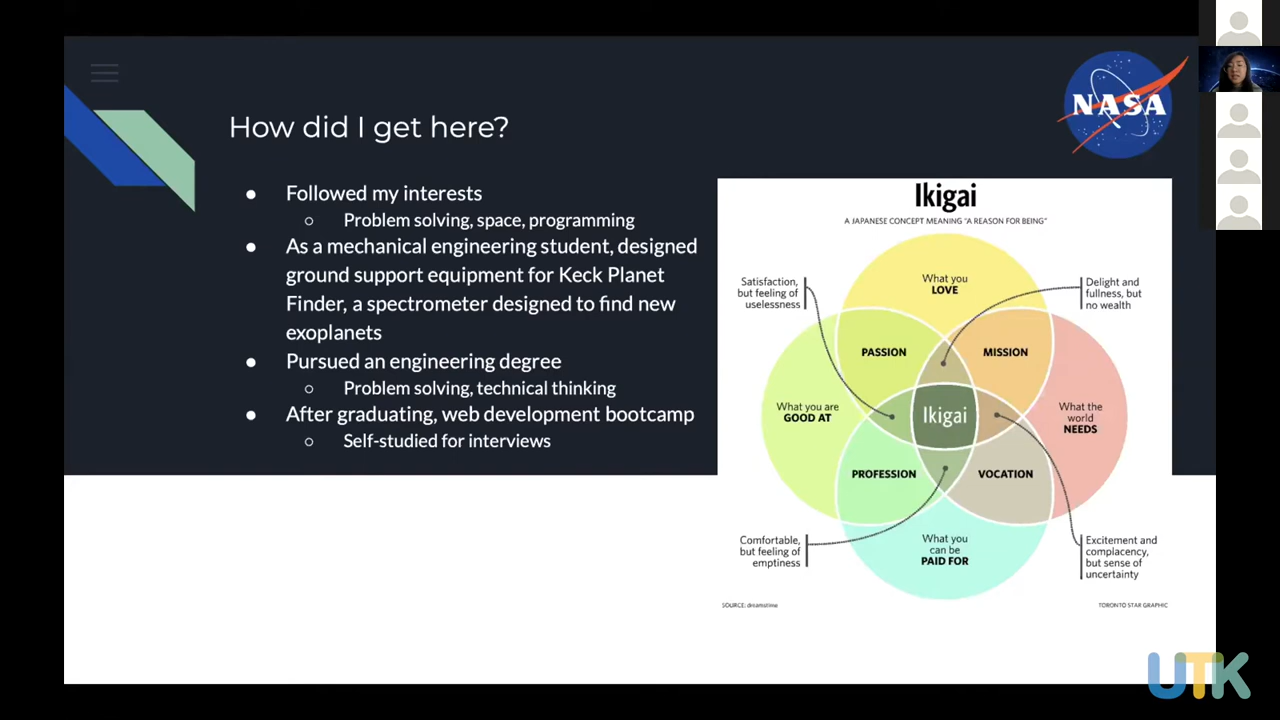 NASA
How did I get here?
● Followed my interests
○ Problem solving, space, programming
● As a mechanical engineering student, designed
ground support equipment for Keck Planet
Finder, a spectrometer designed to find new
exoplanets
● Pursued an engineering degree
○ Problem solving, technical thinking
● After graduating, web development bootcamp
○ Self-studied for interviews
Ikigai
A JAPANESE CONCEPT MEANING "A REASON FOR BEING"
Satisfaction,
but feeling of
uselessness
What you
LOVE
Delight and
fullness, but
no wealth
PASSION
MISSION
What you are
GOOD AT
Ikigai
What the
world
NEEDS
PROFESSION
VOCATION
Comfortable,
but feeling of
emptiness
What you
can be
PAID FOR
Excitement and
complacency,
but sense of
uncertainty
SOURCE: dreamstime
TORONTO STAR GRAPHIC
UTK